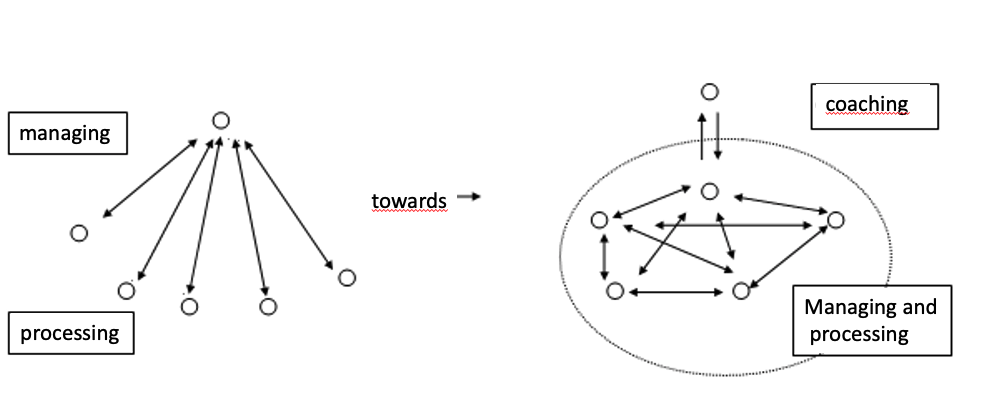 coaching
managing
towards
processing
Managing and
processing